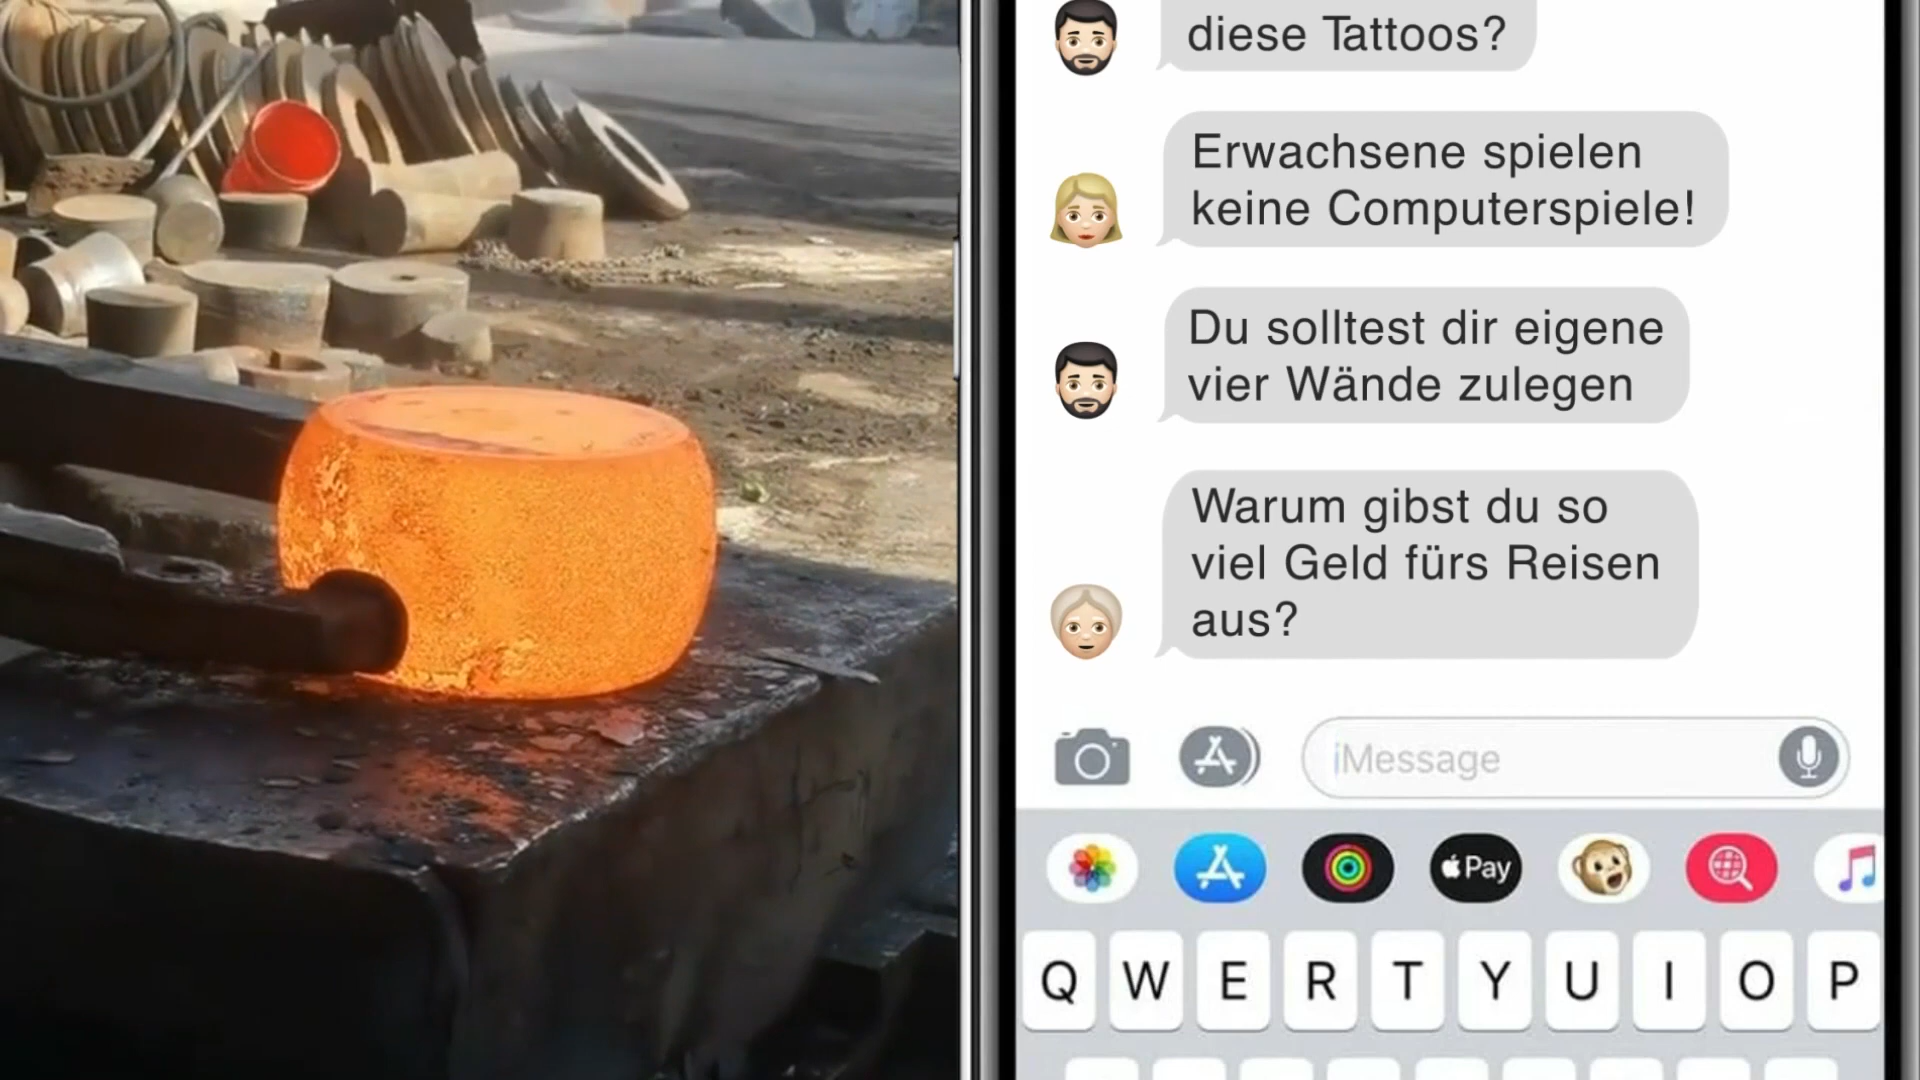 diese Tattoos?
Erwachsene spielen
keine Computerspiele!
Du solltest dir eigene
vier Wände zulegen
Warum gibst du so
viel Geld fürs Reisen
aus?
iMessage
Pay
Q W E R T Y U I O P